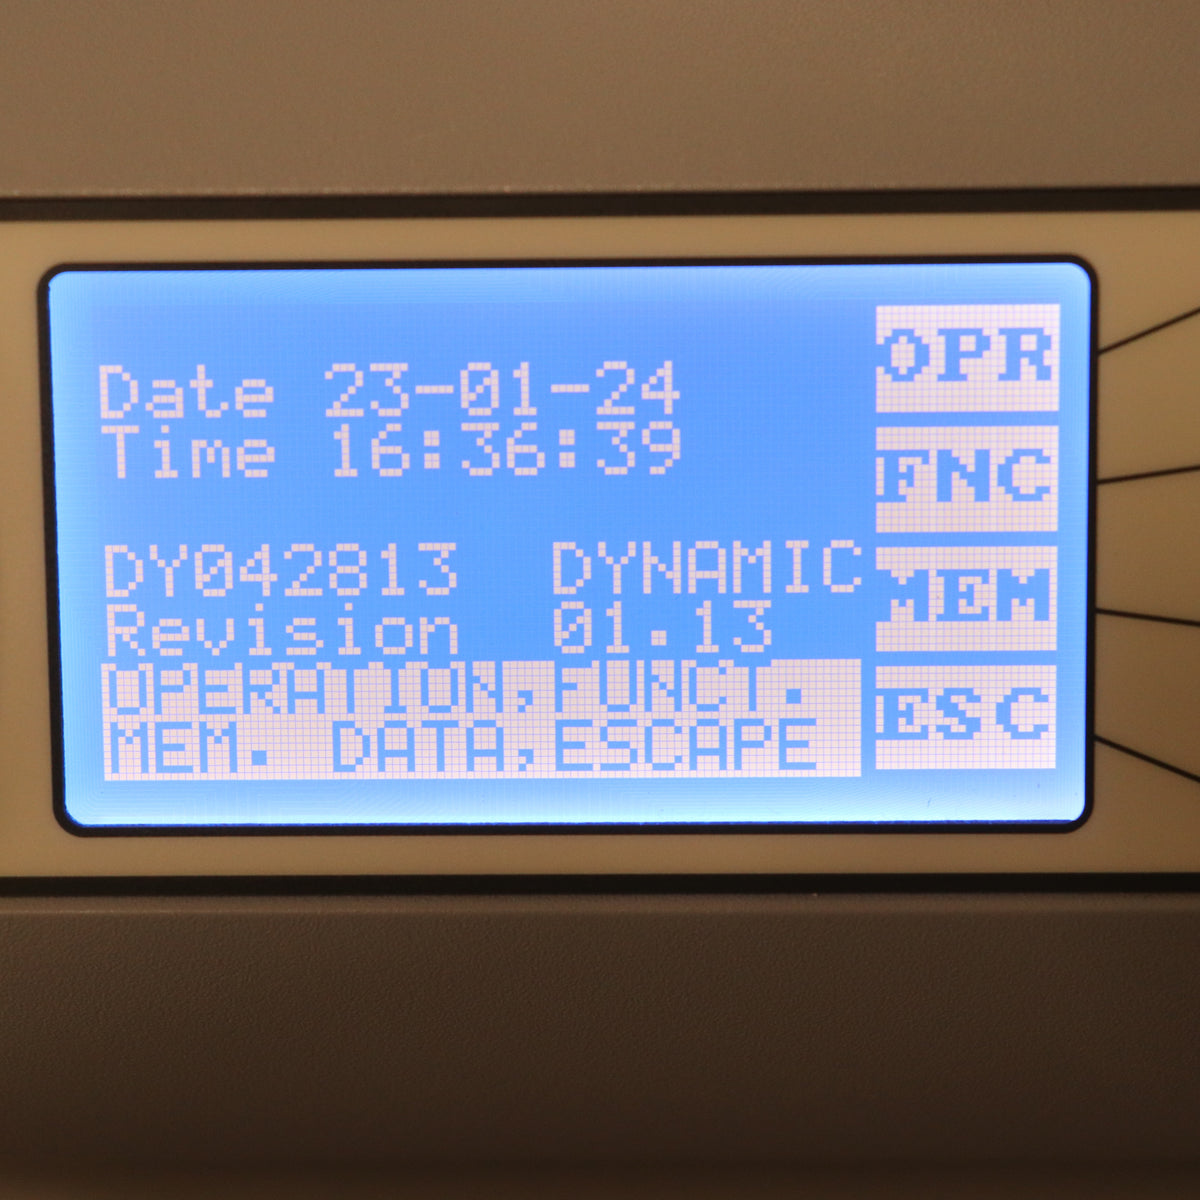 Date 23-01-24
Time 16:36:39
DY042813 DYNAMIC
Revision 01.13
OPERATION,FUNCT.
MEM. DATA,ESCAPE
OPR
FNC
MEM
ESC